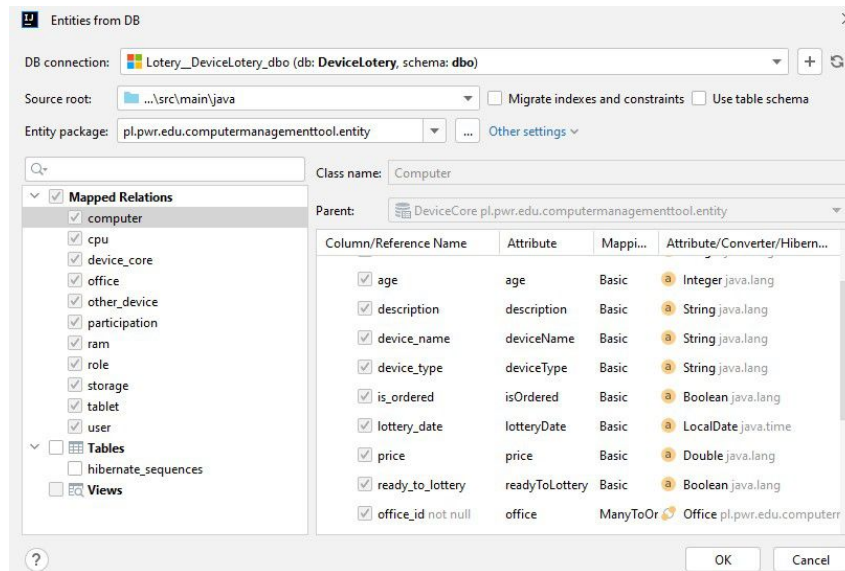 Entities from DB
DB connection: Lotery__DeviceLotery_dbo (db: DeviceLotery, schema: dbo)
Source root: ...\src\main\java Migrate indexes and constraints Use table schema
Entity package: pl.pwr.edu.computermanagementtool.entity ... Other settings
Class name: Computer
Parent: DeviceCore pl.pwr.edu.computermanagementtool.entity
Mapped Relations
computer
cpu
device_core
office
other_device
participation
ram
role
storage
tablet
user
Tables
hibernate_sequences
Views
Column/Reference Name Attribute Mappi... Attribute/Converter/Hibern...
age age Basic a Integer java.lang
description description Basic a String java.lang
device_name deviceName Basic a String java.lang
device_type deviceType Basic a String java.lang
is_ordered isOrdered Basic a Boolean java.lang
lottery_date lotteryDate Basic a LocalDate java.time
price price Basic a Double java.lang
ready_to_lottery readyToLottery Basic a Boolean java.lang
office_id not null office ManyToOr Office pl.pwr.edu.computerr
? OK Cancel